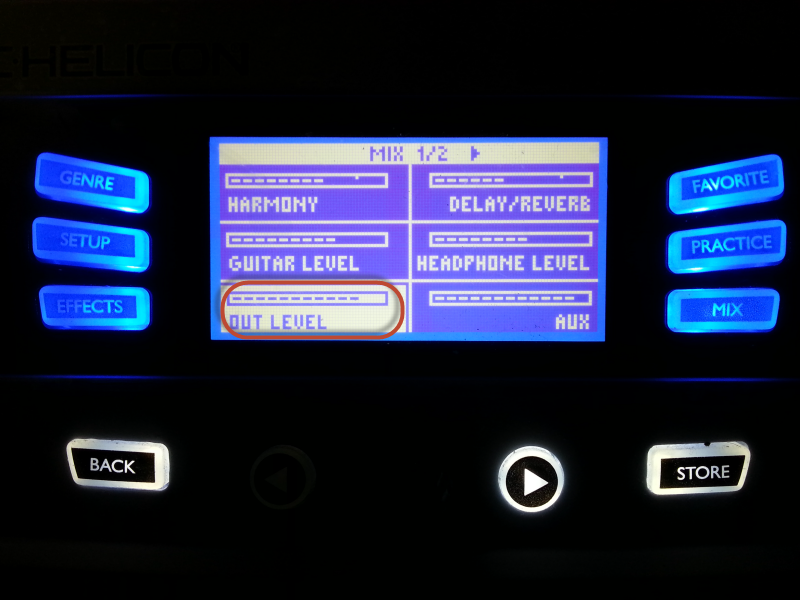 HELICON
MIX 1/2
GENRE
FAVORITE
HARMONY
DELAY/REVERB
SETUP
PRACTICE
GUITAR LEVEL
HEADPHONE LEVEL
EFFECTS
MIX
OUT LEVEL
AUX
BACK
STORE